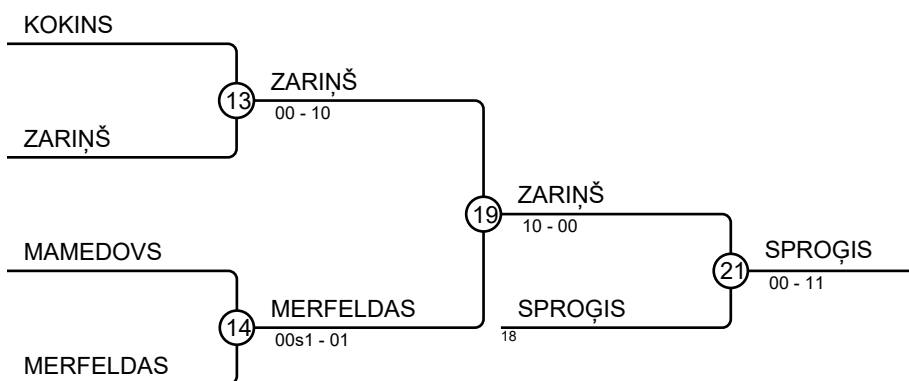 KOKINS
13
ZARIŅŠ
00 - 10
ZARIŅŠ
19
ZARIŅŠ
10 - 00
MAMEDOVS
21
SPROĢIS
00 - 11
14
MERFELDAS
00s1 - 01
SPROĢIS
18
MERFELDAS